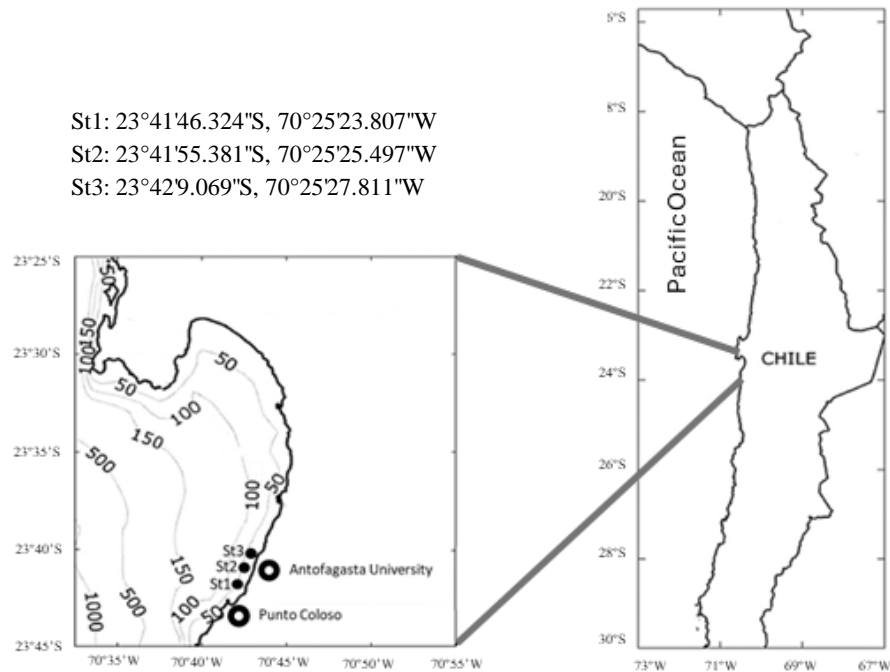 St1: 23°41'46.324"S, 70°25'23.807"W
St2: 23°41'55.381"S, 70°25'25.497"W
St3: 23°42'9.069"S, 70°25'27.811"W
23°25'S
23°30'S
23°35'S
23°40'S
23°45'S
70°35'W
70°40'W
70°45'W
70°50'W
70°55'W
50
150
100
50
50
100
150
500
100
50
150
500
1000
100
50
St3
St2
St1
Antofagasta University
Punto Coloso
6°S
8°S
20°S
22°S
24°S
26°S
28°S
30°S
73°W
71°W
69°W
67°W
Pacific Ocean
CHILE